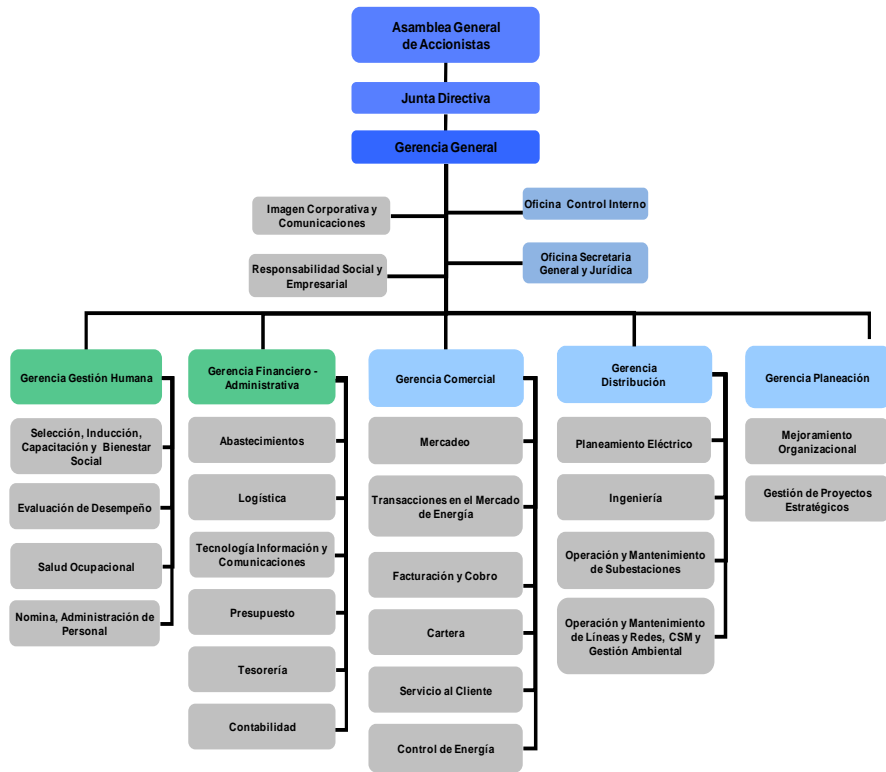 Asamblea General
de Accionistas
Junta Directiva
Gerencia General
Imagen Corporativa y
Comunicaciones
Oficina Control Interno
Responsabilidad Social y
Empresarial
Oficina Secretaria
General y Jurídica
Gerencia Gestión Humana
Selección, Inducción,
Capacitación y Bienestar
Social
Evaluación de Desempeño
Salud Ocupacional
Nomina, Administración de
Personal
Gerencia Financiero -
Administrativa
Abastecimientos
Logística
Tecnología Información y
Comunicaciones
Presupuesto
Tesorería
Contabilidad
Gerencia Comercial
Mercadeo
Transacciones en el Mercado
de Energía
Facturación y Cobro
Cartera
Servicio al Cliente
Control de Energía
Gerencia
Distribución
Planeamiento Eléctrico
Ingeniería
Operación y Mantenimiento
de Subestaciones
Operación y Mantenimiento
de Líneas y Redes, CSM y
Gestión Ambiental
Gerencia Planeación
Mejoramiento
Organizacional
Gestión de Proyectos
Estratégicos